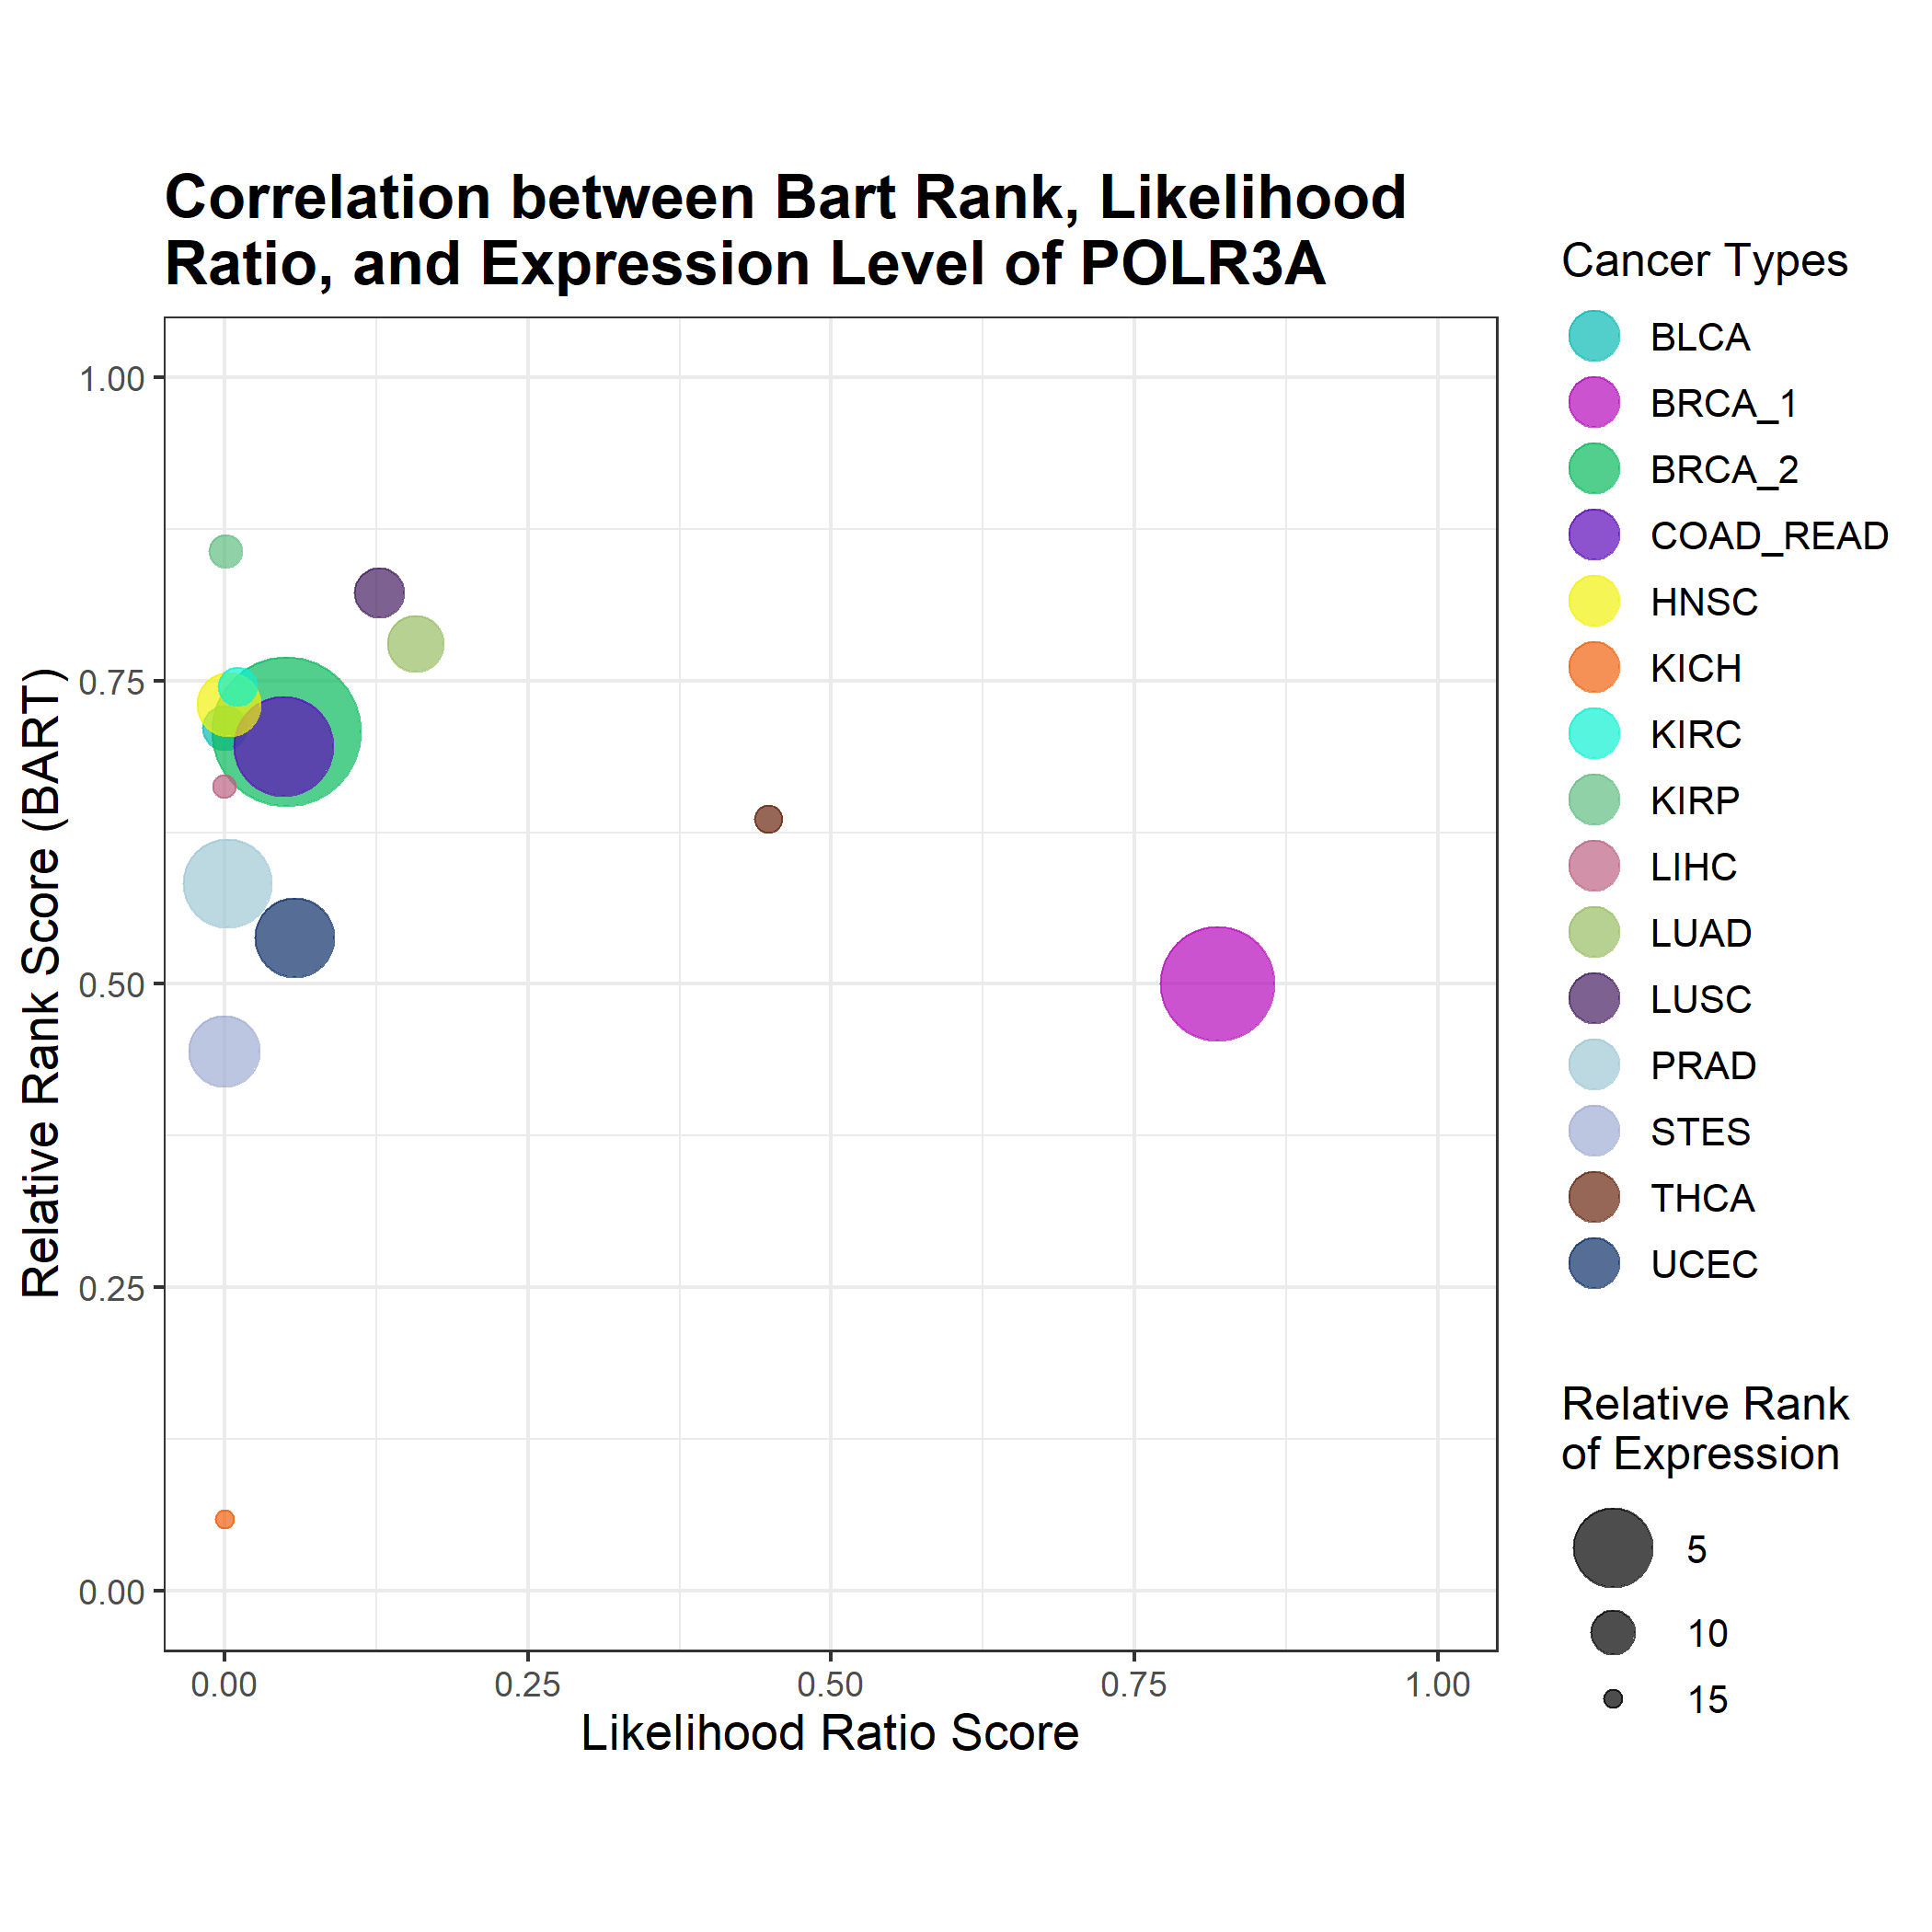 Correlation between Bart Rank, Likelihood
Ratio, and Expression Level of POLR3A
Relative Rank Score (BART)
1.00
0.75
0.50
0.25
0.00
0.00
0.25
0.50
0.75
1.00
Likelihood Ratio Score
Cancer Types
BLCA
BRCA_1
BRCA_2
COAD_READ
HNSC
KICH
KIRC
KIRP
LIHC
LUAD
LUSC
PRAD
STES
THCA
UCEC
Relative Rank
of Expression
5
10
15